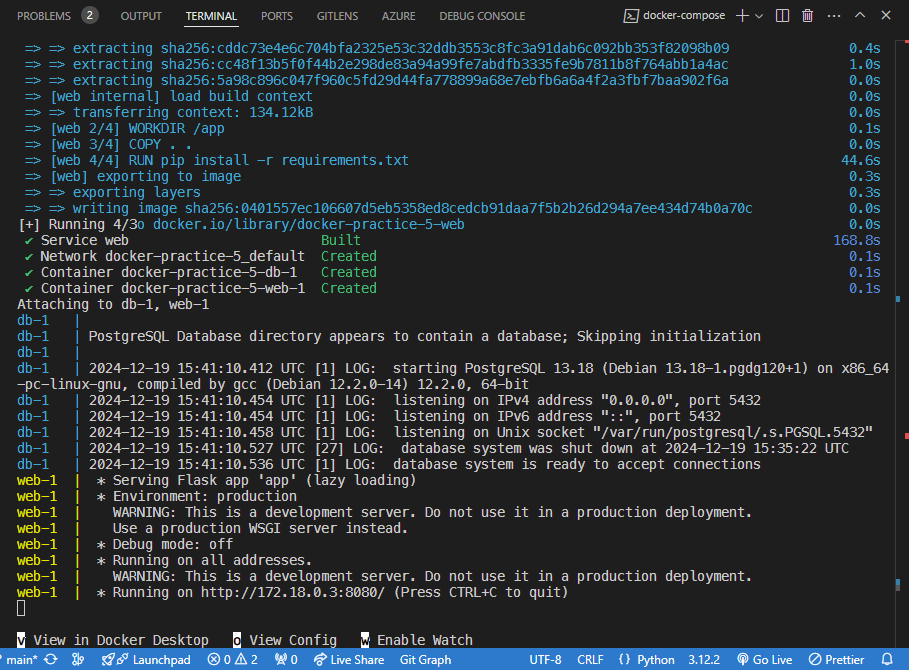 PROBLEMS 2 OUTPUT TERMINAL PORTS GITLENS AZURE DEBUG CONSOLE docker-compose
=> => extracting sha256:cddc73e4e6c704bfa2325e53c32ddb3553c8fc3a91dab6c092bb353f82098b09 0.4s
=> => extracting sha256:cc48f13b5f0f44b2e298de83a94a99fe7abdfb3335fe9b7811b8f764abb1a4ac 1.0s
=> => extracting sha256:5a98c896c047f960c5fd29d44fa778899a68e7ebfb6a6a4f2a3fbf7baa902f6a 0.0s
=> [web internal] load build context 0.0s
=> => transferring context: 134.12kB 0.0s
=> [web 2/4] WORKDIR /app 0.1s
=> [web 3/4] COPY . . 0.0s
=> [web 4/4] RUN pip install -r requirements.txt 44.6s
=> [web] exporting to image 0.3s
=> => exporting layers 0.3s
=> => writing image sha256:0401557ec106607d5eb5358ed8cedcb91daa7f5b2b26d294a7ee434d74b0a70c 0.0s
[+] Running 4/3o docker.io/library/docker-practice-5-web 0.0s
✔ Service web Built 168.8s
✔ Network docker-practice-5_default Created 0.1s
✔ Container docker-practice-5-db-1 Created 0.1s
✔ Container docker-practice-5-web-1 Created 0.1s
Attaching to db-1, web-1
db-1 |
db-1 | PostgreSQL Database directory appears to contain a database; Skipping initialization
db-1 |
db-1 | 2024-12-19 15:41:10.412 UTC [1] LOG: starting PostgreSQL 13.18 (Debian 13.18-1.pgdg120+1) on x86_64
-pc-linux-gnu, compiled by gcc (Debian 12.2.0-14) 12.2.0, 64-bit
db-1 | 2024-12-19 15:41:10.454 UTC [1] LOG: listening on IPv4 address "0.0.0.0", port 5432
db-1 | 2024-12-19 15:41:10.454 UTC [1] LOG: listening on IPv6 address "::", port 5432
db-1 | 2024-12-19 15:41:10.458 UTC [1] LOG: listening on Unix socket "/var/run/postgresql/.s.PGSQL.5432"
db-1 | 2024-12-19 15:41:10.527 UTC [27] LOG: database system was shut down at 2024-12-19 15:35:22 UTC
db-1 | 2024-12-19 15:41:10.536 UTC [1] LOG: database system is ready to accept connections
web-1 | * Serving Flask app 'app' (lazy loading)
web-1 | * Environment: production
web-1 | WARNING: This is a development server. Do not use it in a production deployment.
web-1 | Use a production WSGI server instead.
web-1 | * Debug mode: off
web-1 | * Running on all addresses.
web-1 | WARNING: This is a development server. Do not use it in a production deployment.
web-1 | * Running on http://172.18.0.3:8080/ (Press CTRL+C to quit)
v View in Docker Desktop o View Config w Enable Watch
main* Launchpad 0 2 0 Live Share Git Graph UTF-8 CRLF {} Python 3.12.2 Go Live Prettier